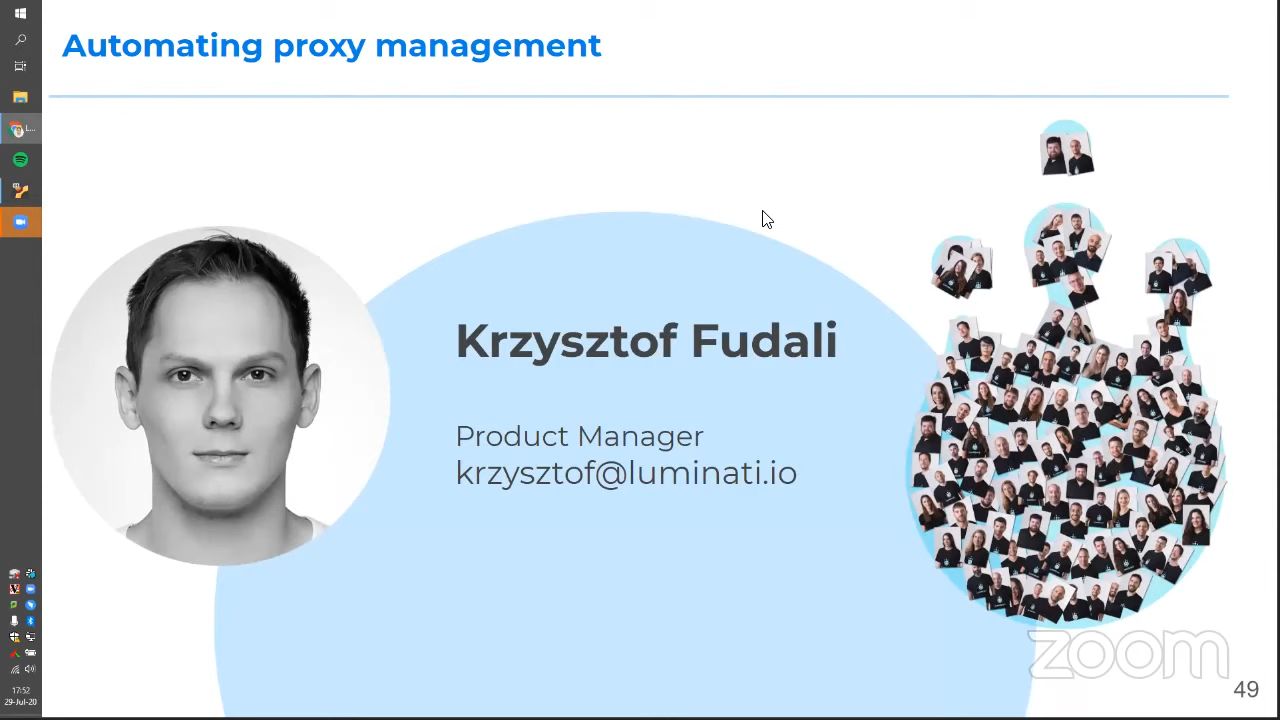 Automating proxy management
Krzysztof Fudali
Product Manager
krzysztof@luminati.io
zoom
49
L...
17:52
29-Jul-20